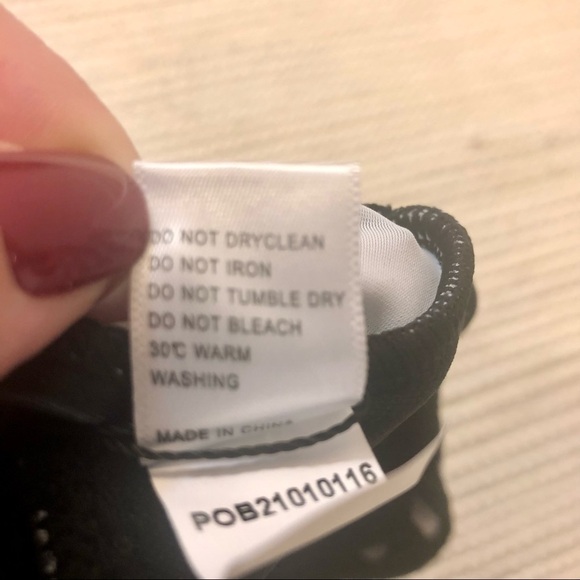 DO NOT DRYCLEAN
DO NOT IRON
DO NOT TUMBLE DRY
DO NOT BLEACH
30℃ WARM
WASHING
MADE IN CHINA
POB21010116